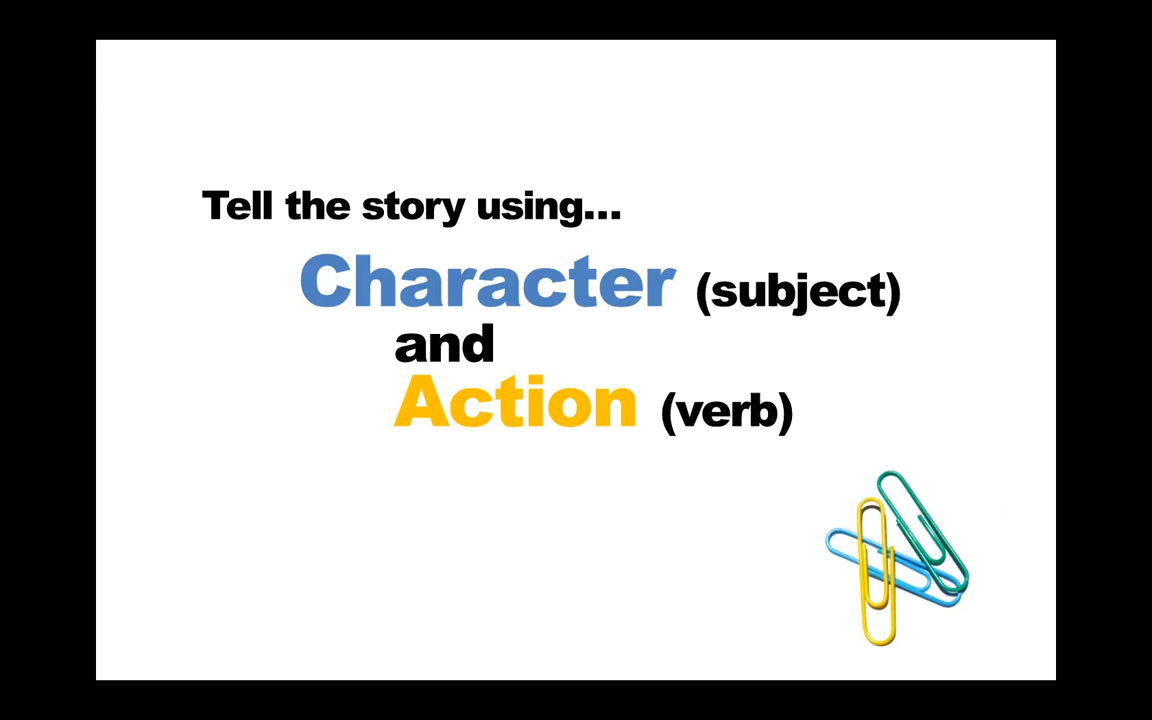 Tell the story using...
Character (subject)
and
Action (verb)